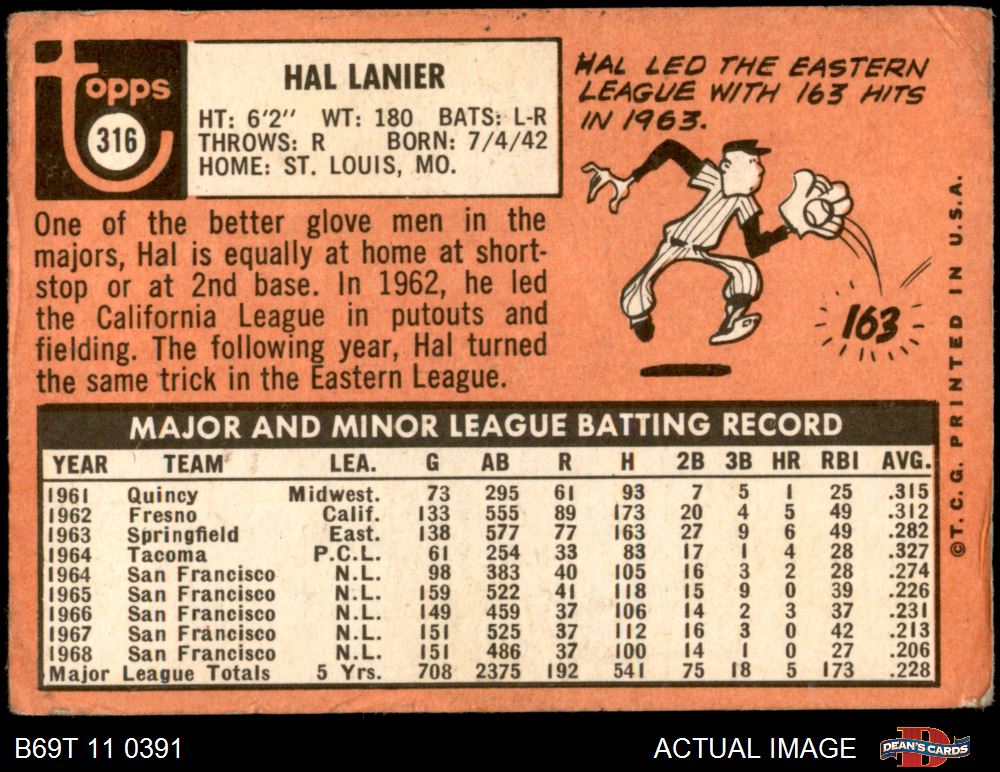 Topps
316
HAL LANIER
HT: 6'2" WT: 180 BATS: L-R
THROWS: R BORN: 7/4/42
HOME: ST. LOUIS, MO.
HAL LED THE EASTERN
LEAGUE WITH 163 HITS
IN 1963.
163
One of the better glove men in the
majors, Hal is equally at home at short-
stop or at 2nd base. In 1962, he led
the California League in putouts and
fielding. The following year, Hal turned
the same trick in the Eastern League.
MAJOR AND MINOR LEAGUE BATTING RECORD
YEAR TEAM LEA. G AB R H 2B 3B HR RBI AVG.
1961 Quincy Midwest. 73 295 61 93 7 5 1 25 .315
1962 Fresno Calif. 133 555 89 173 20 4 5 49 .312
1963 Springfield East. 138 577 77 163 27 9 6 49 .282
1964 Tacoma P.C.L. 61 254 33 83 17 1 4 28 .327
1964 San Francisco N.L. 98 383 40 105 16 3 2 28 .274
1965 San Francisco N.L. 159 522 41 118 15 9 0 39 .226
1966 San Francisco N.L. 149 459 37 106 14 2 3 37 .231
1967 San Francisco N.L. 151 525 37 112 16 3 0 42 .213
1968 San Francisco N.L. 151 486 37 100 14 1 0 27 .206
Major League Totals 5 Yrs. 708 2375 192 541 75 18 5 173 .228
© T. C. G. PRINTED IN U.S.A.
B69T 11 0391
ACTUAL IMAGE
D
DEAN'S CARDS